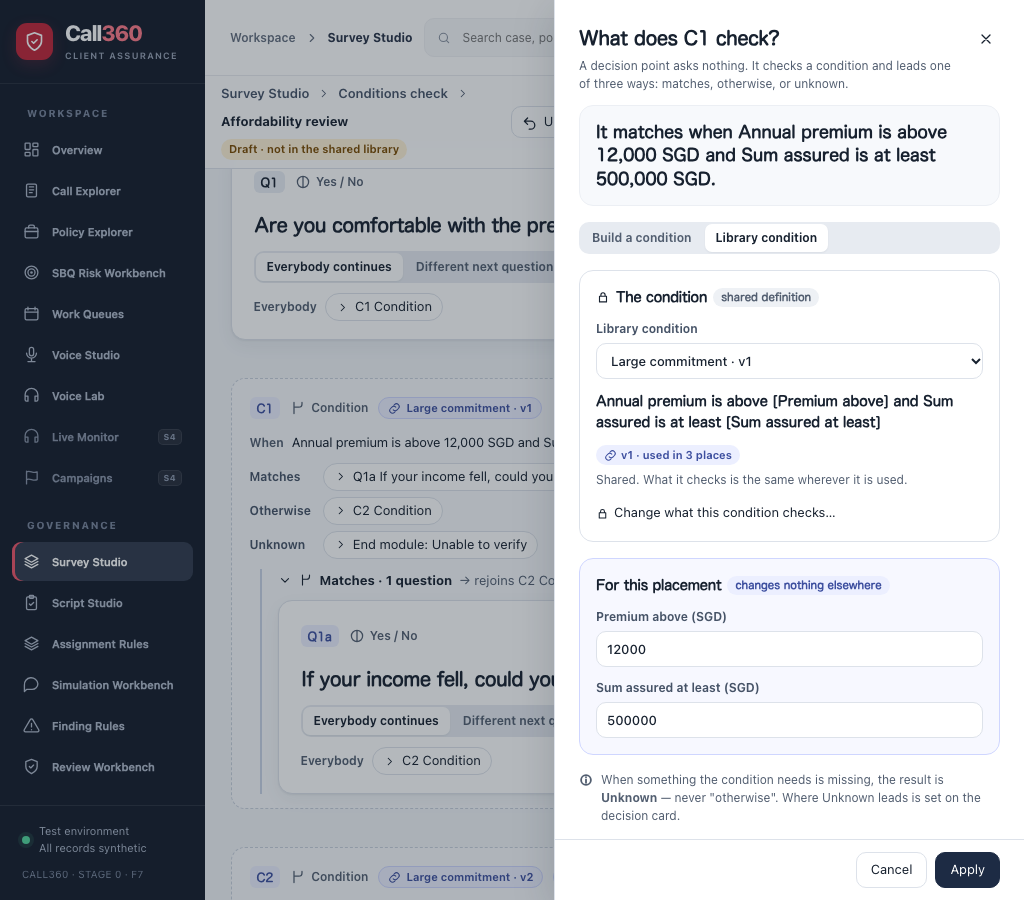 Call360
CLIENT ASSURANCE
WORKSPACE
Overview
Call Explorer
Policy Explorer
SBQ Risk Workbench
Work Queues
Voice Studio
Voice Lab
Live Monitor S4
Campaigns S4
GOVERNANCE
Survey Studio
Script Studio
Assignment Rules
Simulation Workbench
Finding Rules
Review Workbench
Test environment
All records synthetic
CALL360 · STAGE 0 · F7
Workspace > Survey Studio
Search case, po
Survey Studio > Conditions check >
Affordability review
Draft · not in the shared library
U
Q1 Yes / No
Are you comfortable with the pre
Everybody continues Different next question
Everybody > C1 Condition
C1 Condition Large commitment · v1
When Annual premium is above 12,000 SGD and Su
Matches > Q1a If your income fell, could you
Otherwise > C2 Condition
Unknown > End module: Unable to verify
Matches · 1 question → rejoins C2 Co
Q1a Yes / No
If your income fell, could you
Everybody continues Different next q
Everybody > C2 Condition
C2 Condition Large commitment · v2
What does C1 check?
A decision point asks nothing. It checks a condition and leads one
of three ways: matches, otherwise, or unknown.
It matches when Annual premium is above
12,000 SGD and Sum assured is at least
500,000 SGD.
Build a condition Library condition
The condition shared definition
Library condition
Large commitment · v1
Annual premium is above [Premium above] and Sum
assured is at least [Sum assured at least]
v1 · used in 3 places
Shared. What it checks is the same wherever it is used.
Change what this condition checks...
For this placement changes nothing elsewhere
Premium above (SGD)
12000
Sum assured at least (SGD)
500000
When something the condition needs is missing, the result is
Unknown — never "otherwise". Where Unknown leads is set on the
decision card.
Cancel Apply